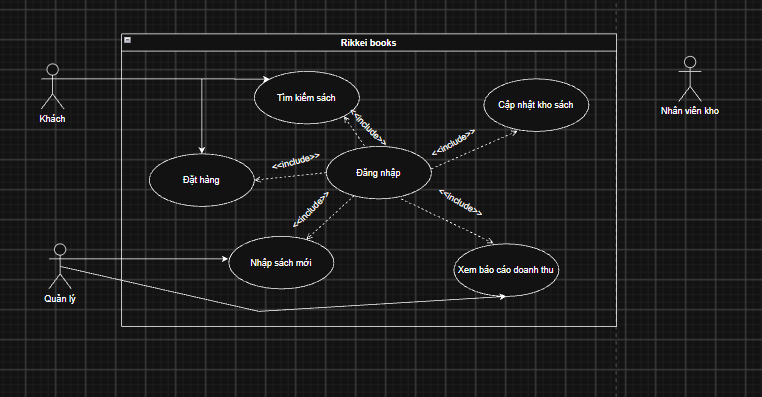 Rikkei books
Khách
Tìm kiếm sách
Cập nhật kho sách
Nhân viên kho
<<include>>
<<include>>
<<include>>
Đặt hàng
Đăng nhập
<<include>>
<<include>>
Quản lý
Nhập sách mới
Xem báo cáo doanh thu